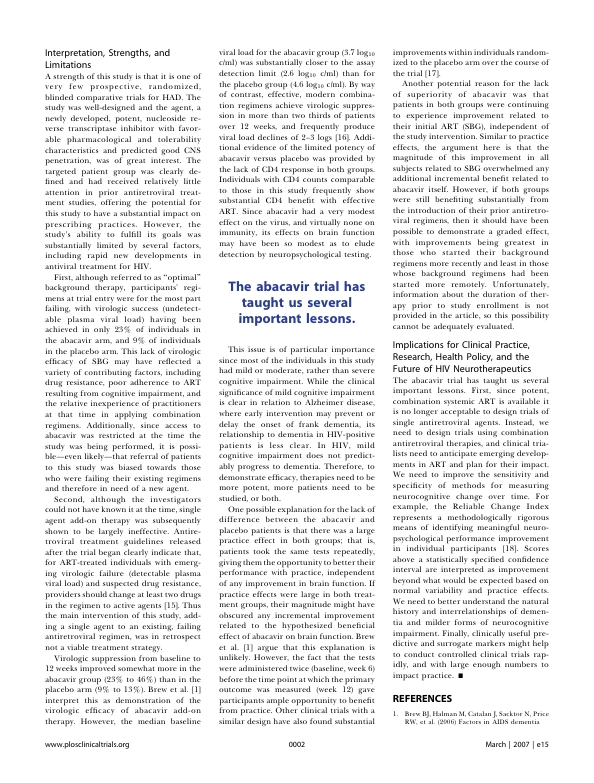 Interpretation, Strengths, and
Limitations
A strength of this study is that it is one of
very few prospective, randomized,
blinded comparative trials for HAD. The
study was well-designed and the agent, a
newly developed, potent, nucleoside re-
verse transcriptase inhibitor with favor-
able pharmacological and tolerability
characteristics and predicted good CNS
penetration, was of great interest. The
targeted patient group was clearly de-
fined and had received relatively little
attention in prior antiretroviral treat-
ment studies, offering the potential for
this study to have a substantial impact on
prescribing practices. However, the
study's ability to fulfill its goals was
substantially limited by several factors,
including rapid new developments in
antiviral treatment for HIV.
First, although referred to as “optimal”
background therapy, participants' regi-
mens at trial entry were for the most part
failing, with virologic success (undetect-
able plasma viral load) having been
achieved in only 23% of individuals in
the abacavir arm, and 9% of individuals
in the placebo arm. This lack of virologic
efficacy of SBG may have reflected a
variety of contributing factors, including
drug resistance, poor adherence to ART
resulting from cognitive impairment, and
the relative inexperience of practitioners
at that time in applying combination
regimens. Additionally, since access to
abacavir was restricted at the time the
study was being performed, it is possi-
ble—even likely—that referral of patients
to this study was biased towards those
who were failing their existing regimens
and therefore in need of a new agent.
Second, although the investigators
could not have known it at the time, single
agent add-on therapy was subsequently
shown to be largely ineffective. Antire-
troviral treatment guidelines released
after the trial began clearly indicate that,
for ART-treated individuals with emerg-
ing virologic failure (detectable plasma
viral load) and suspected drug resistance,
providers should change at least two drugs
in the regimen to active agents [15]. Thus
the main intervention of this study, add-
ing a single agent to an existing, failing
antiretroviral regimen, was in retrospect
not a viable treatment strategy.
Virologic suppression from baseline to
12 weeks improved somewhat more in the
abacavir group (23% to 46%) than in the
placebo arm (9% to 13%). Brew et al. [1]
interpret this as demonstration of the
virologic efficacy of abacavir add-on
therapy. However, the median baseline
viral load for the abacavir group (3.7 log10
c/ml) was substantially closer to the assay
detection limit (2.6 log10 c/ml) than for
the placebo group (4.6 log10 c/ml). By way
of contrast, effective, modern combina-
tion regimens achieve virologic suppres-
sion in more than two thirds of patients
over 12 weeks, and frequently produce
viral load declines of 2–3 logs [16]. Addi-
tional evidence of the limited potency of
abacavir versus placebo was provided by
the lack of CD4 response in both groups.
Individuals with CD4 counts comparable
to those in this study frequently show
substantial CD4 benefit with effective
ART. Since abacavir had a very modest
effect on the virus, and virtually none on
immunity, its effects on brain function
may have been so modest as to elude
detection by neuropsychological testing.
The abacavir trial has
taught us several
important lessons.
This issue is of particular importance
since most of the individuals in this study
had mild or moderate, rather than severe
cognitive impairment. While the clinical
significance of mild cognitive impairment
is clear in relation to Alzheimer disease,
where early intervention may prevent or
delay the onset of frank dementia, its
relationship to dementia in HIV-positive
patients is less clear. In HIV, mild
cognitive impairment does not predict-
ably progress to dementia. Therefore, to
demonstrate efficacy, therapies need to be
more potent, more patients need to be
studied, or both.
One possible explanation for the lack of
difference between the abacavir and
placebo patients is that there was a large
practice effect in both groups; that is,
patients took the same tests repeatedly,
giving them the opportunity to better their
performance with practice, independent
of any improvement in brain function. If
practice effects were large in both treat-
ment groups, their magnitude might have
obscured any incremental improvement
related to the hypothesized beneficial
effect of abacavir on brain function. Brew
et al. [1] argue that this explanation is
unlikely. However, the fact that the tests
were administered twice (baseline, week 6)
before the time point at which the primary
outcome was measured (week 12) gave
participants ample opportunity to benefit
from practice. Other clinical trials with a
similar design have also found substantial
improvements within individuals random-
ized to the placebo arm over the course of
the trial [17].
Another potential reason for the lack
of superiority of abacavir was that
patients in both groups were continuing
to experience improvement related to
their initial ART (SBG), independent of
the study intervention. Similar to practice
effects, the argument here is that the
magnitude of this improvement in all
subjects related to SBG overwhelmed any
additional incremental benefit related to
abacavir itself. However, if both groups
were still benefiting substantially from
the introduction of their prior antiretro-
viral regimens, then it should have been
possible to demonstrate a graded effect,
with improvements being greatest in
those who started their background
regimens more recently and least in those
whose background regimens had been
started more remotely. Unfortunately,
information about the duration of ther-
apy prior to study enrollment is not
provided in the article, so this possibility
cannot be adequately evaluated.
Implications for Clinical Practice,
Research, Health Policy, and the
Future of HIV Neurotherapeutics
The abacavir trial has taught us several
important lessons. First, since potent,
combination systemic ART is available it
is no longer acceptable to design trials of
single antiretroviral agents. Instead, we
need to design trials using combination
antiretroviral therapies, and clinical tria-
lists need to anticipate emerging develop-
ments in ART and plan for their impact.
We need to improve the sensitivity and
specificity of methods for measuring
neurocognitive change over time. For
example, the Reliable Change Index
represents a methodologically rigorous
means of identifying meaningful neuro-
psychological performance improvement
in individual participants [18]. Scores
above a statistically specified confidence
interval are interpreted as improvement
beyond what would be expected based on
normal variability and practice effects.
We need to better understand the natural
history and interrelationships of demen-
tia and milder forms of neurocognitive
impairment. Finally, clinically useful pre-
dictive and surrogate markers might help
to conduct controlled clinical trials rap-
idly, and with large enough numbers to
impact practice. ■
REFERENCES
1. Brew BJ, Halman M, Catalan J, Sacktor N, Price
RW, et al. (2006) Factors in AIDS dementia
www.plosclinicaltrials.org 0002 March | 2007 | e15